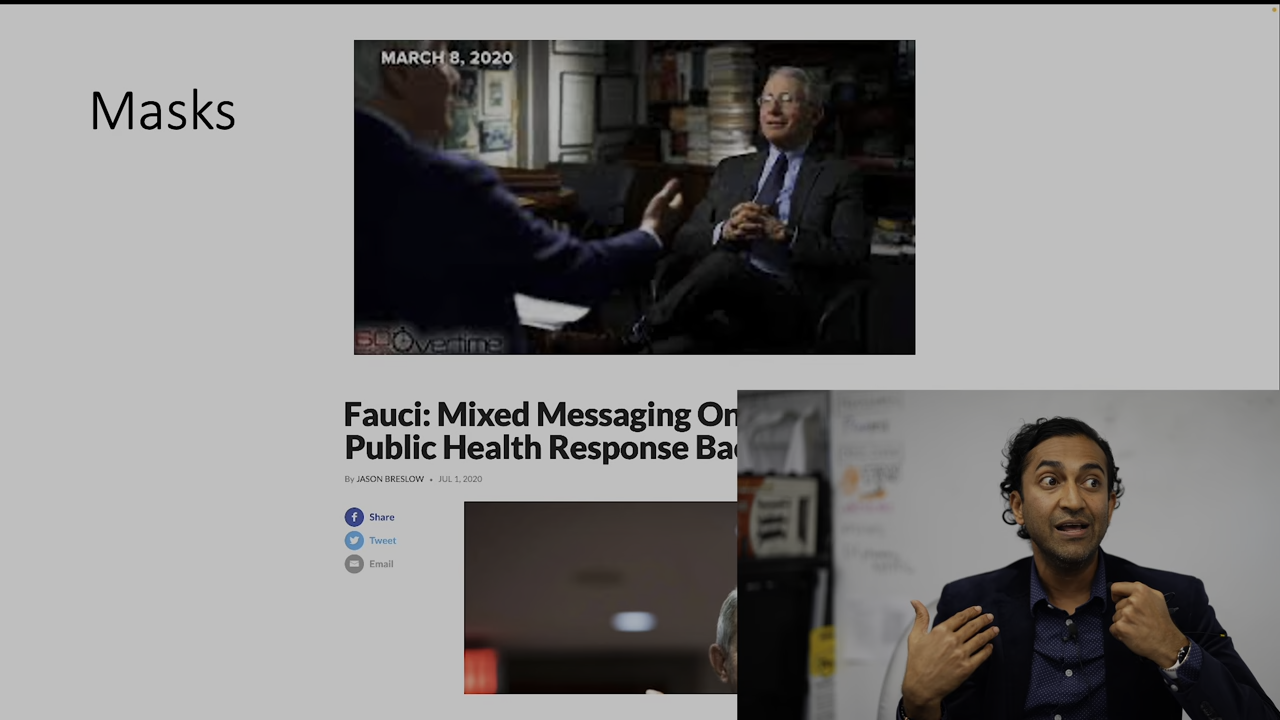 MARCH 8, 2020
Masks
60 Overtime
Fauci: Mixed Messaging On
Public Health Response Bac
By JASON BRESLOW • JUL 1, 2020
Share
Tweet
Email